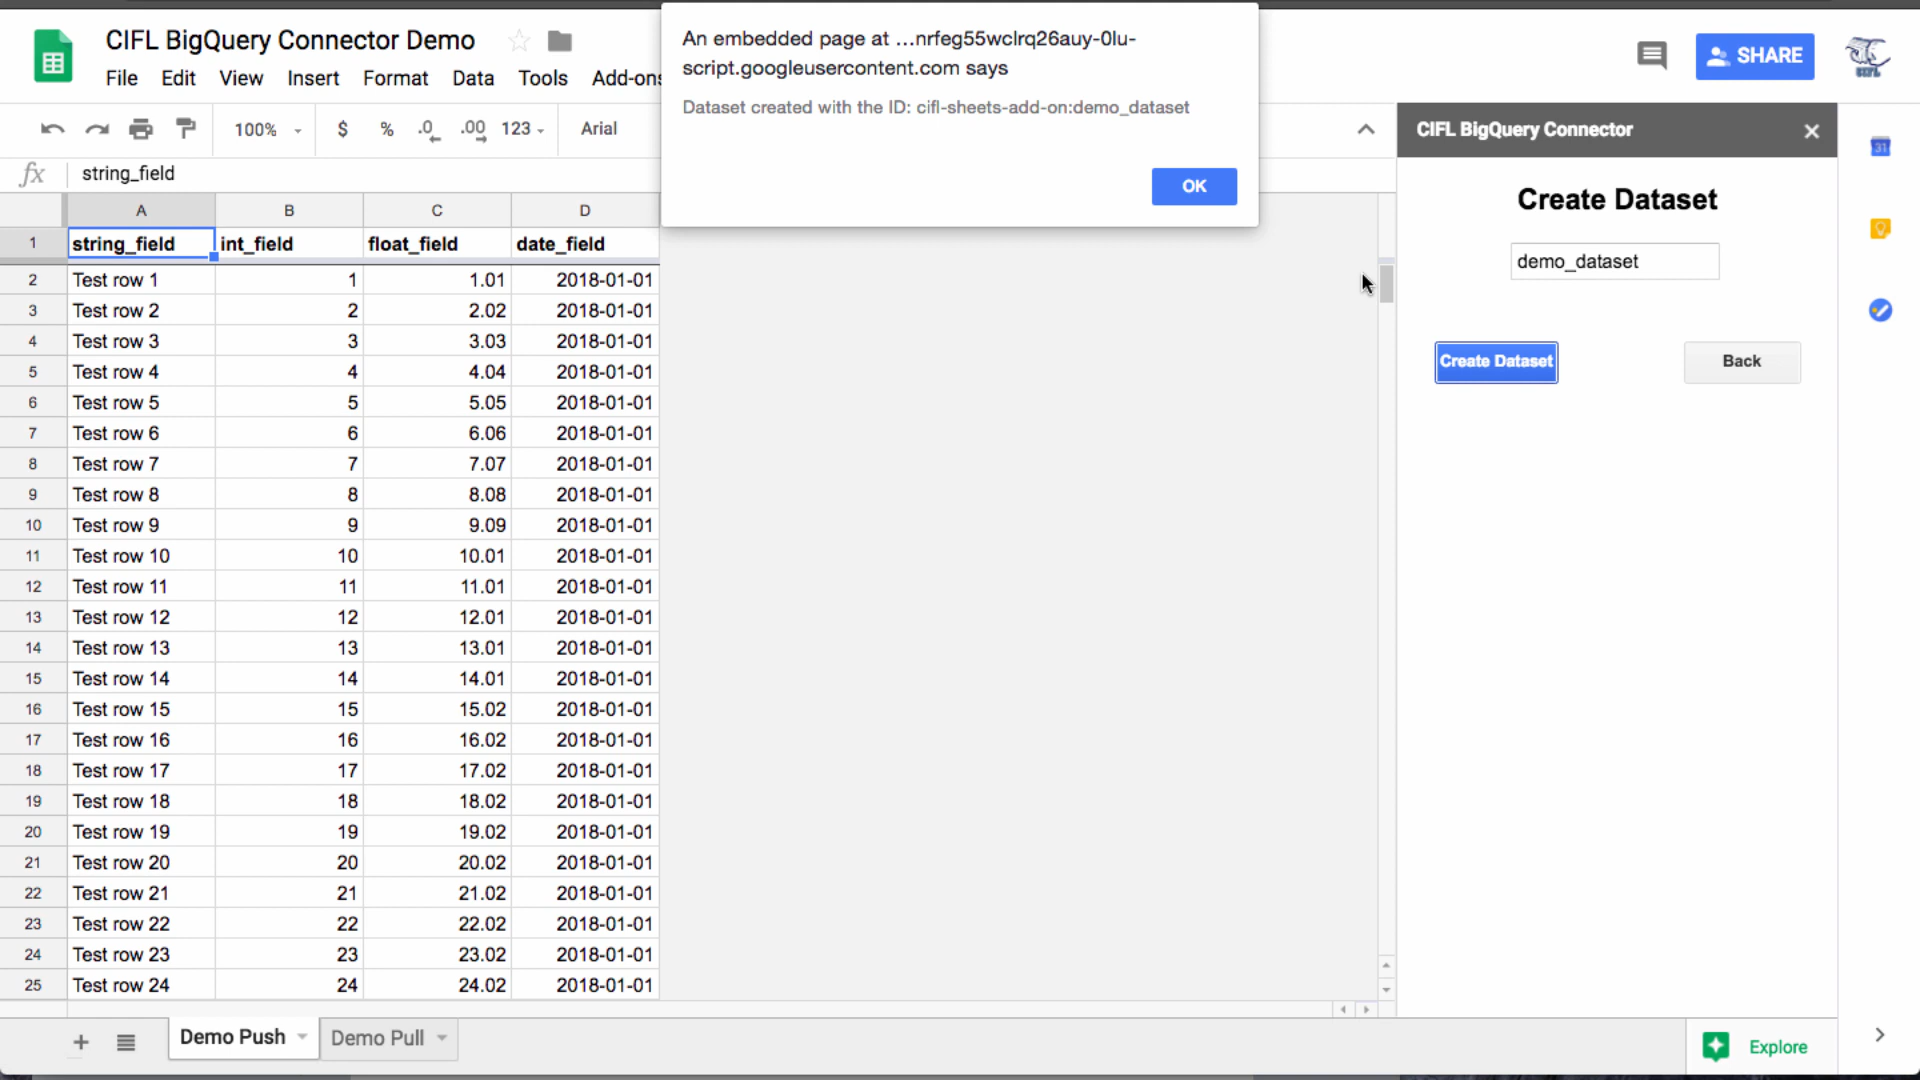 CIFL BigQuery Connector Demo
File Edit View Insert Format Data Tools Add-ons
An embedded page at ...nrfeg55wclrq26auy-0lu-
script.googleusercontent.com says
Dataset created with the ID: cifl-sheets-add-on:demo_dataset
OK
SHARE
CIFL
100% $ % .0 .00 123 Arial
fx string_field
CIFL BigQuery Connector
Create Dataset
demo_dataset
Create Dataset Back
31
A B C D
1 string_field int_field float_field date_field
2 Test row 1 1 1.01 2018-01-01
3 Test row 2 2 2.02 2018-01-01
4 Test row 3 3 3.03 2018-01-01
5 Test row 4 4 4.04 2018-01-01
6 Test row 5 5 5.05 2018-01-01
7 Test row 6 6 6.06 2018-01-01
8 Test row 7 7 7.07 2018-01-01
9 Test row 8 8 8.08 2018-01-01
10 Test row 9 9 9.09 2018-01-01
11 Test row 10 10 10.01 2018-01-01
12 Test row 11 11 11.01 2018-01-01
13 Test row 12 12 12.01 2018-01-01
14 Test row 13 13 13.01 2018-01-01
15 Test row 14 14 14.01 2018-01-01
16 Test row 15 15 15.02 2018-01-01
17 Test row 16 16 16.02 2018-01-01
18 Test row 17 17 17.02 2018-01-01
19 Test row 18 18 18.02 2018-01-01
20 Test row 19 19 19.02 2018-01-01
21 Test row 20 20 20.02 2018-01-01
22 Test row 21 21 21.02 2018-01-01
23 Test row 22 22 22.02 2018-01-01
24 Test row 23 23 23.02 2018-01-01
25 Test row 24 24 24.02 2018-01-01
Demo Push Demo Pull
Explore